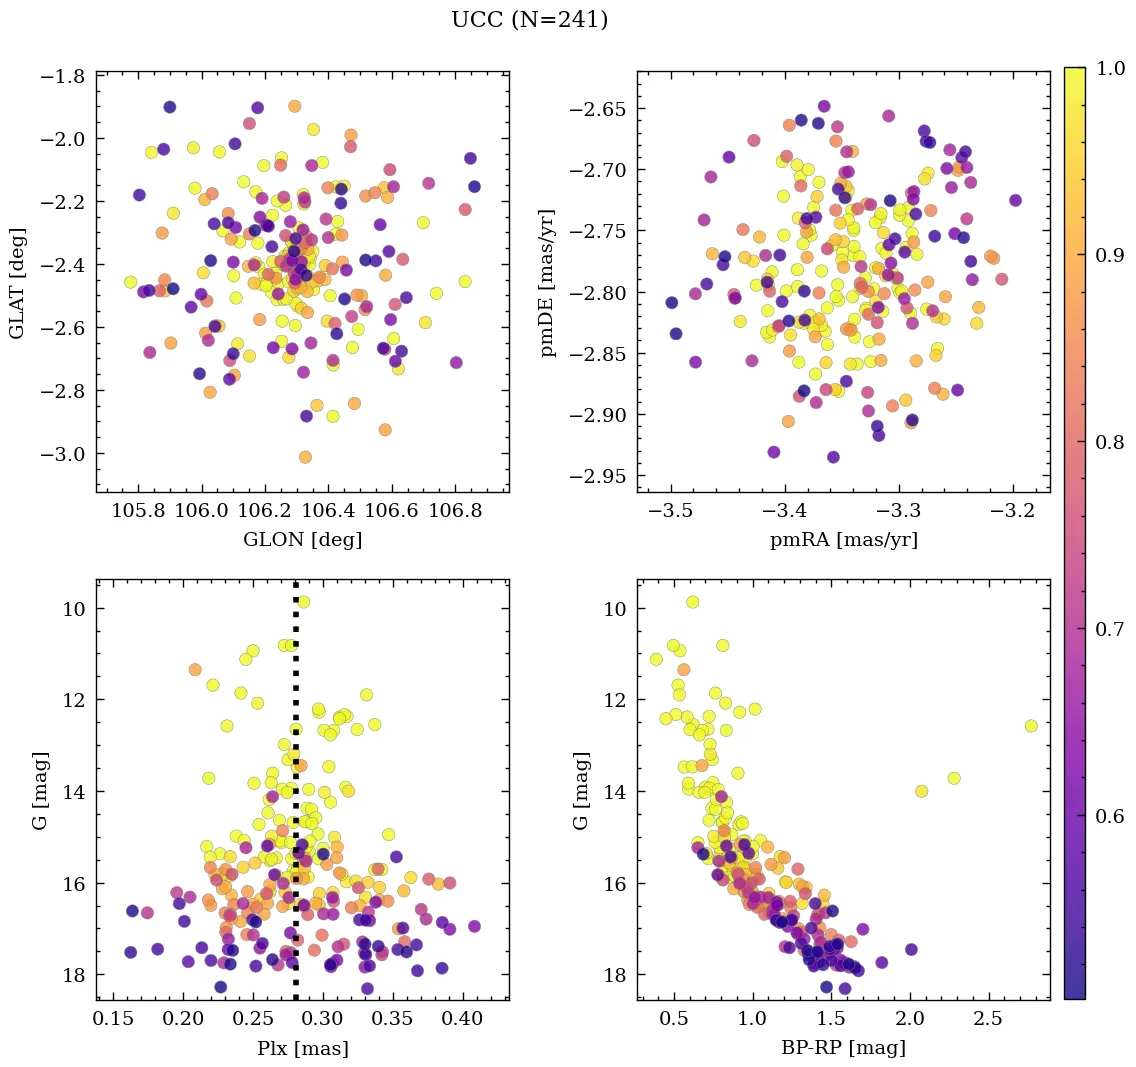 UCC (N=241)
−1.8
−2.0
−2.2
−2.4
−2.6
−2.8
−3.0
GLAT [deg]
105.8 106.0 106.2 106.4 106.6 106.8
GLON [deg]
−2.65
−2.70
−2.75
−2.80
−2.85
−2.90
−2.95
pmDE [mas/yr]
−3.5 −3.4 −3.3 −3.2
pmRA [mas/yr]
10
12
14
16
18
G [mag]
0.15 0.20 0.25 0.30 0.35 0.40
Plx [mas]
10
12
14
16
18
G [mag]
0.5 1.0 1.5 2.0 2.5
BP-RP [mag]
1.0
0.9
0.8
0.7
0.6